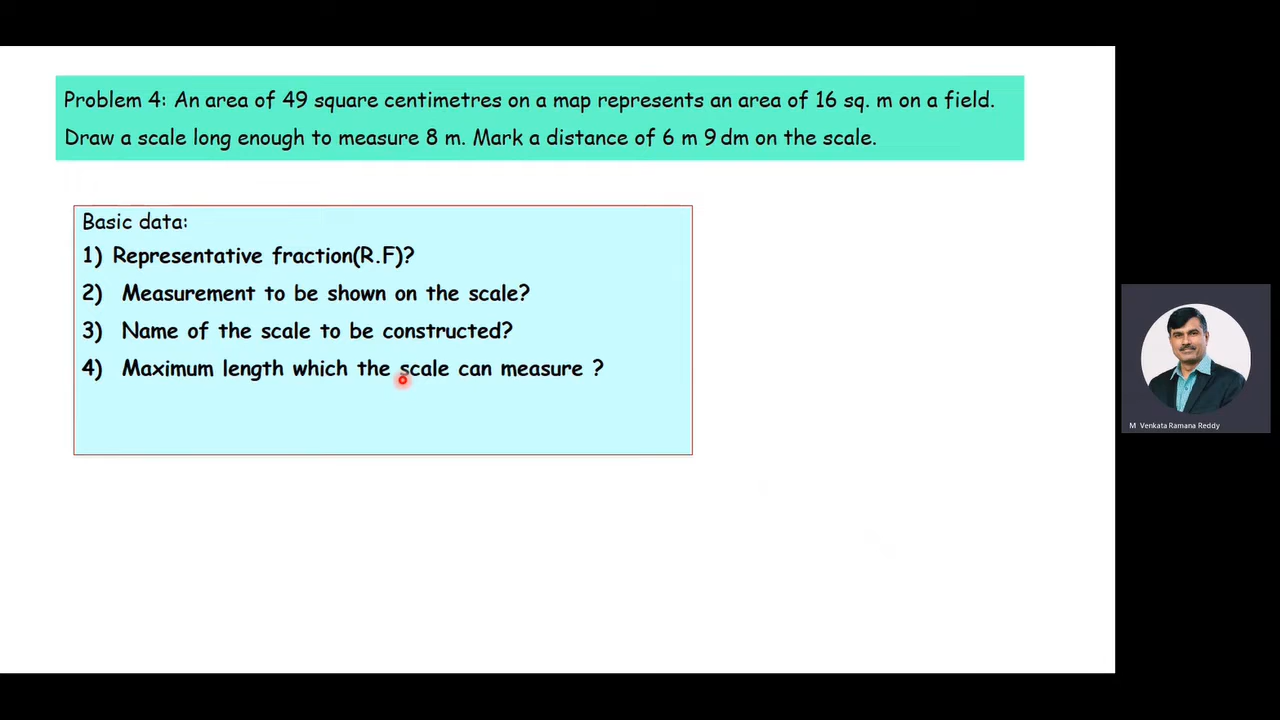 Problem 4: An area of 49 square centimetres on a map represents an area of 16 sq. m on a field.
Draw a scale long enough to measure 8 m. Mark a distance of 6 m 9 dm on the scale.
Basic data:
1) Representative fraction(R.F)?
2) Measurement to be shown on the scale?
3) Name of the scale to be constructed?
4) Maximum length which the scale can measure ?
M Venkata Ramana Reddy